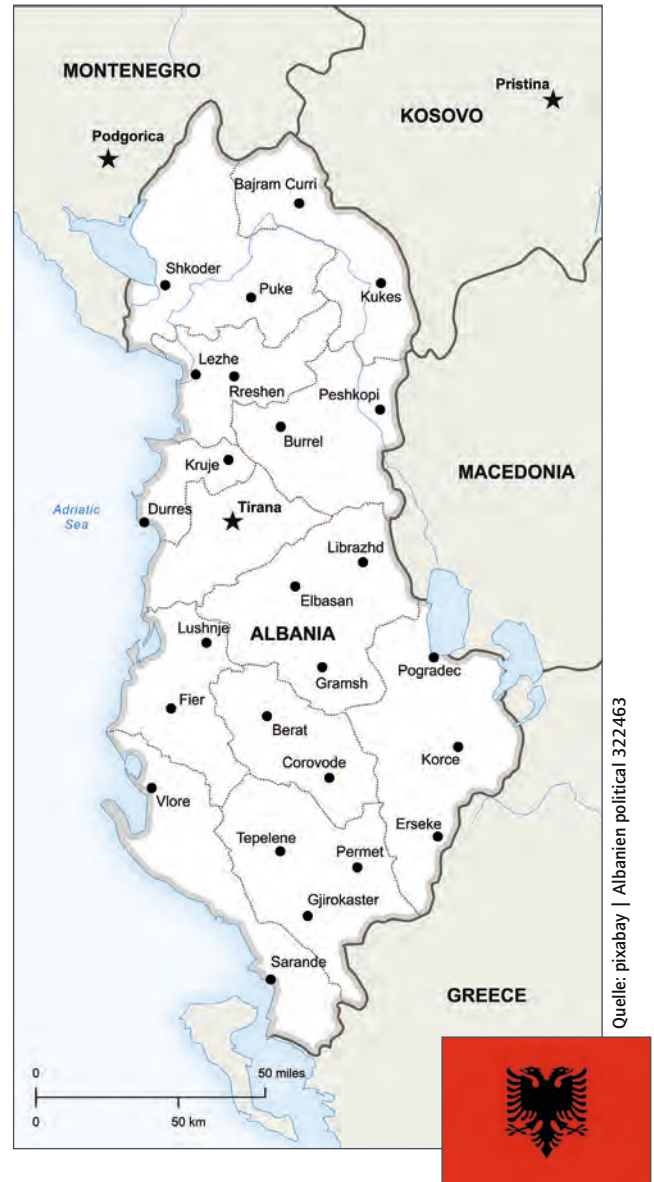 MONTENEGRO
Pristina
KOSOVO
Podgorica
Bajram Curri
Shkoder
Puke
Kukes
Lezhe
Rreshen
Peshkopi
Burrel
Kruje
MACEDONIA
Adriatic
Sea
Durres
Tirana
Librazhd
Elbasan
Lushnje
ALBANIA
Pogradec
Gramsh
Fier
Berat
Korce
Corovode
Vlore
Erseke
Tepelene
Permet
Gjirokaster
Sarande
GREECE
0
50 miles
0
50 km
Quelle: pixabay | Albanien political 322463